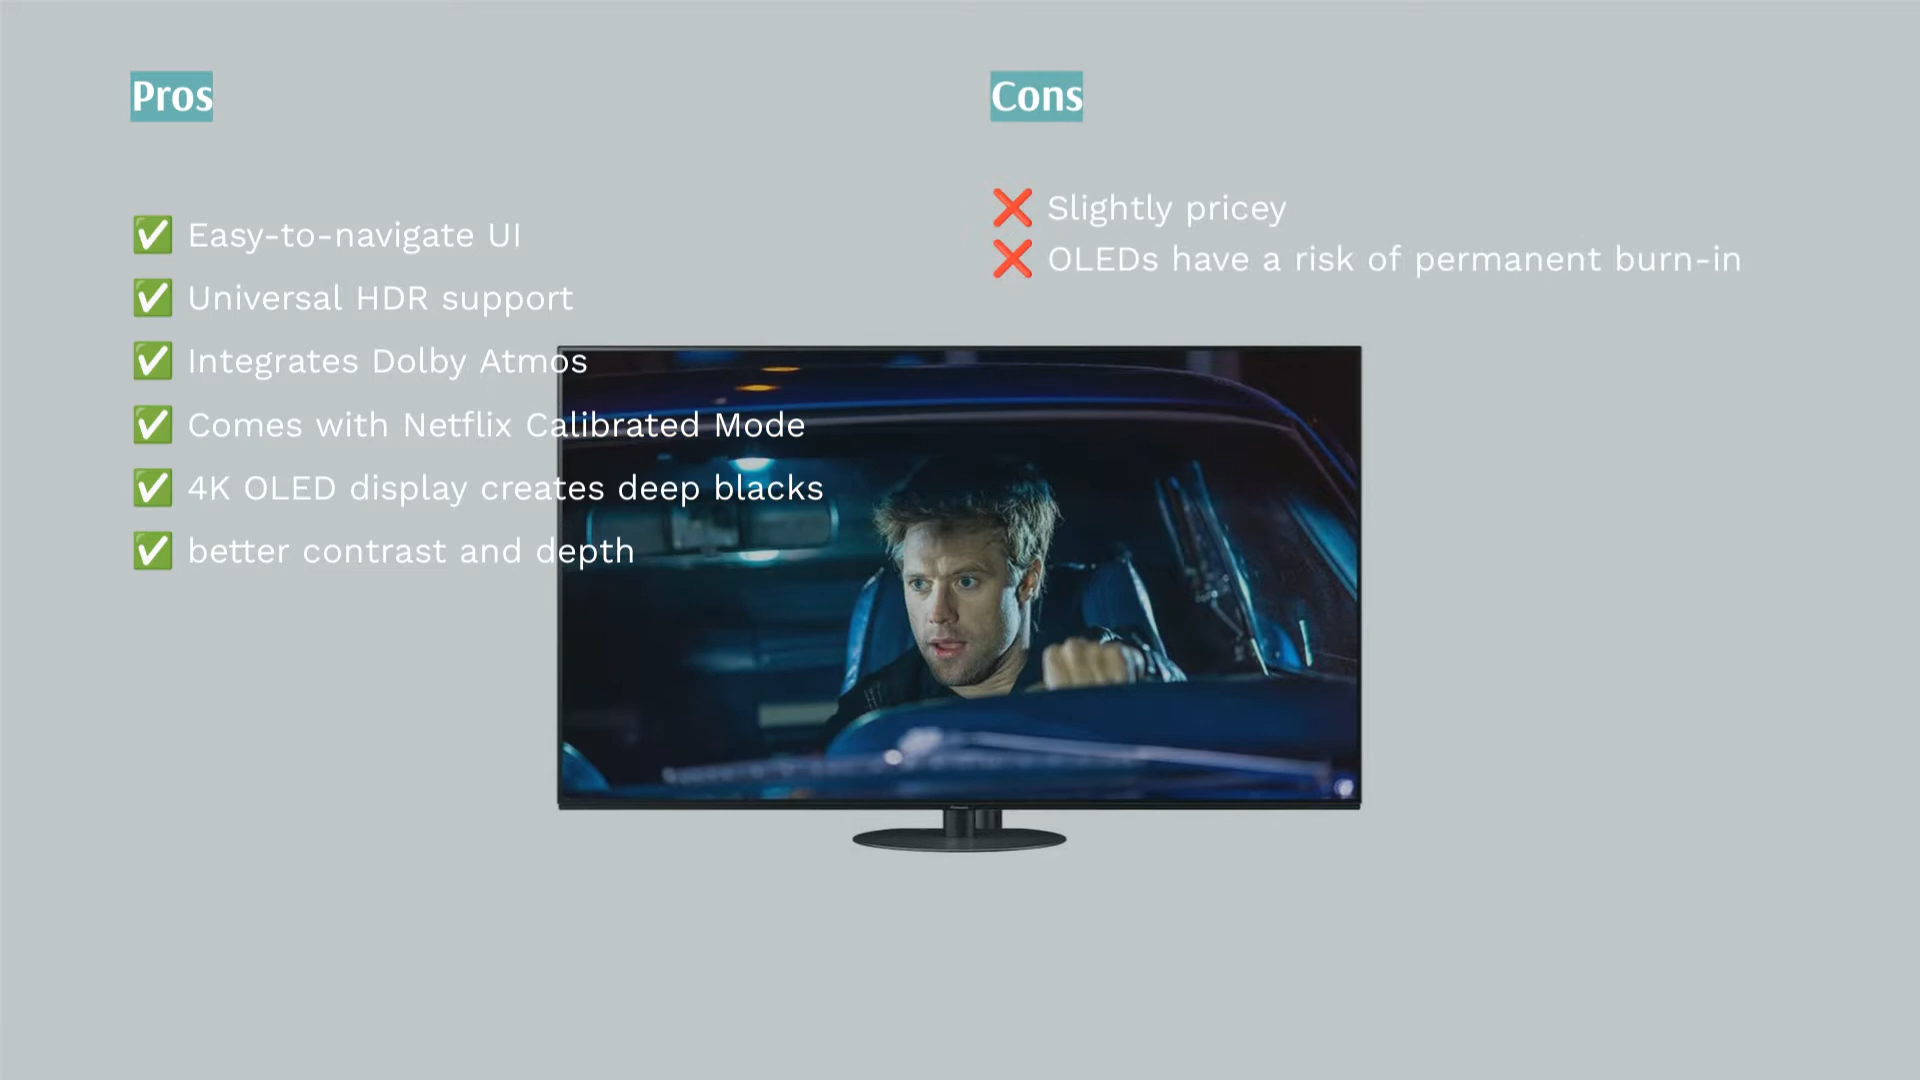 Pros
✅ Easy-to-navigate UI
✅ Universal HDR support
✅ Integrates Dolby Atmos
✅ Comes with Netflix Calibrated Mode
✅ 4K OLED display creates deep blacks
✅ better contrast and depth
Cons
❌ Slightly pricey
❌ OLEDs have a risk of permanent burn-in